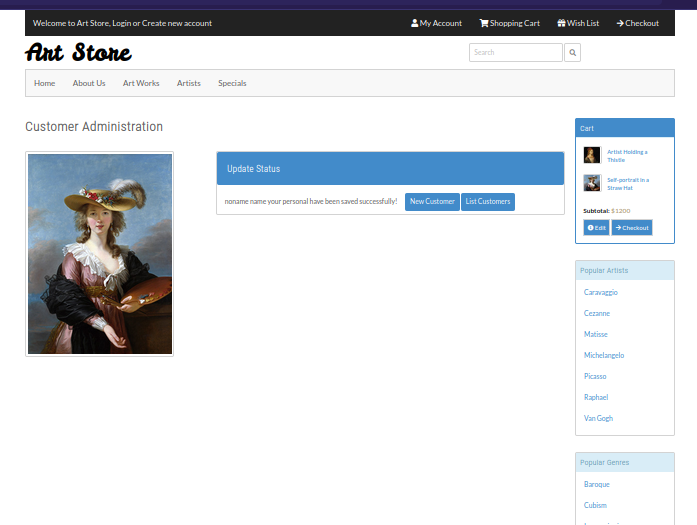 Welcome to Art Store, Login or Create new account
My Account
Shopping Cart
Wish List
Checkout
Art Store
Search
Home
About Us
Art Works
Artists
Specials
Customer Administration
Update Status
noname name your personal have been saved successfully!
New Customer
List Customers
Cart
Artist Holding a
Thistle
Self-portrait in a
Straw Hat
Subtotal: $1200
Edit
Checkout
Popular Artists
Caravaggio
Cezanne
Matisse
Michelangelo
Picasso
Raphael
Van Gogh
Popular Genres
Baroque
Cubism